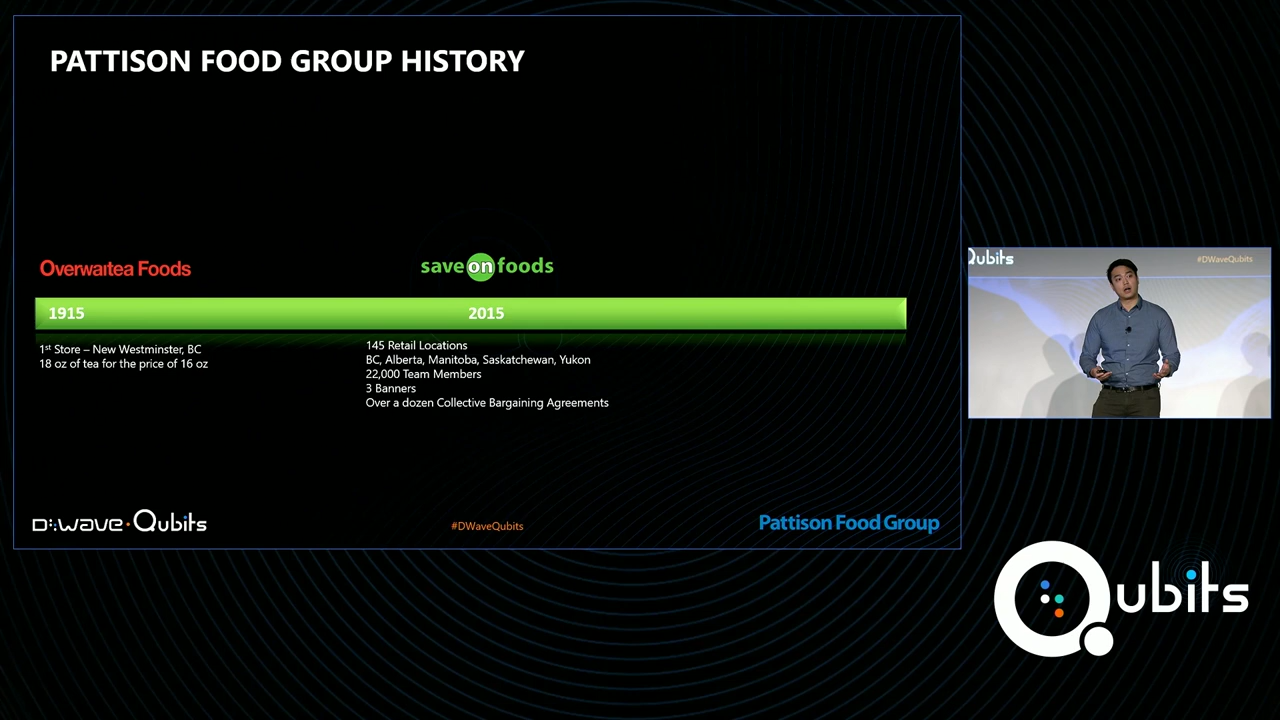 PATTISON FOOD GROUP HISTORY
Overwaitea Foods
save on foods
1915
2015
1st Store – New Westminster, BC
18 oz of tea for the price of 16 oz
145 Retail Locations
BC, Alberta, Manitoba, Saskatchewan, Yukon
22,000 Team Members
3 Banners
Over a dozen Collective Bargaining Agreements
D:wave
Qubits
#DWaveQubits
Pattison Food Group
Qubits
#DWaveQubits
Qubits